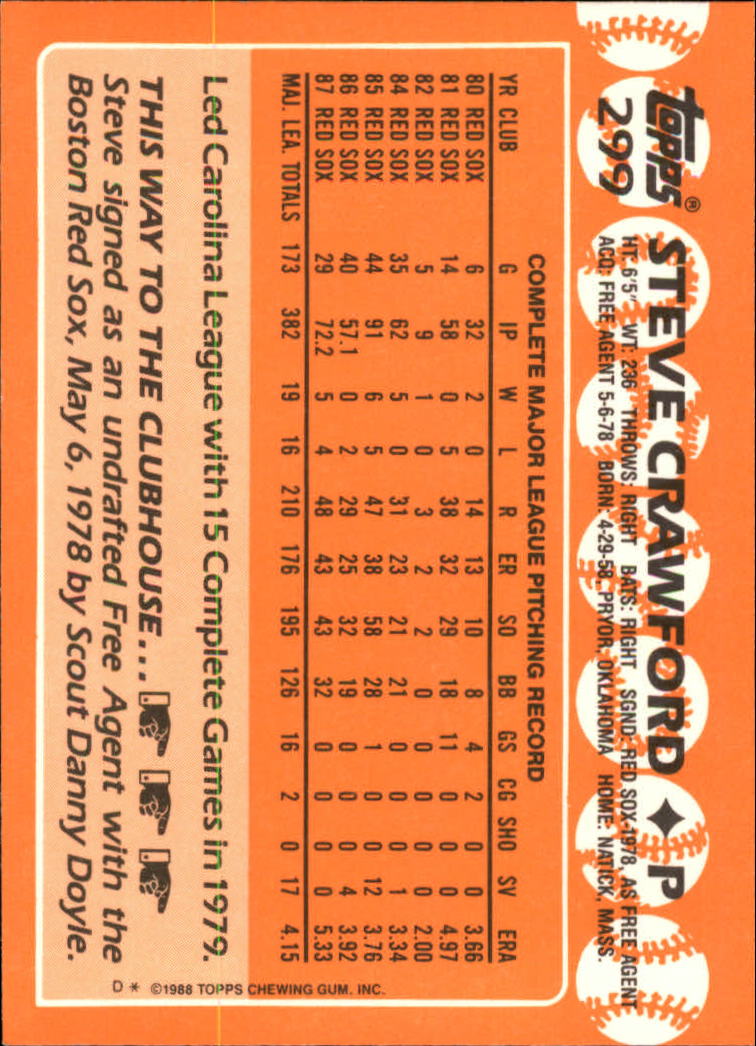 topps®
299
STEVE CRAWFORD ✦ P
HT: 6'5" WT: 236 THROWS: RIGHT BATS: RIGHT SGND: RED SOX-1978, AS FREE AGENT
ACQ: FREE AGENT 5-6-78 BORN: 4-29-58, PRYOR, OKLAHOMA HOME: NATICK, MASS.
COMPLETE MAJOR LEAGUE PITCHING RECORD
YR CLUB G IP W L R ER SO BB GS CG SHO SV ERA
80 RED SOX 6 32 2 0 14 13 10 8 4 2 0 0 3.66
81 RED SOX 14 58 0 5 38 32 29 18 11 0 0 0 4.97
82 RED SOX 5 9 1 0 3 2 2 0 0 0 0 0 2.00
84 RED SOX 35 62 5 0 31 23 21 21 0 0 0 1 3.34
85 RED SOX 44 91 6 5 47 38 58 28 1 0 0 12 3.76
86 RED SOX 40 57.1 0 2 29 25 32 19 0 0 0 4 3.92
87 RED SOX 29 72.2 5 4 48 43 43 32 0 0 0 0 5.33
MAJ. LEA. TOTALS 173 382 19 16 210 176 195 126 16 2 0 17 4.15
Led Carolina League with 15 Complete Games in 1979.
THIS WAY TO THE CLUBHOUSE...
Steve signed as an undrafted Free Agent with the
Boston Red Sox, May 6, 1978 by Scout Danny Doyle.
D * ©1988 TOPPS CHEWING GUM. INC.